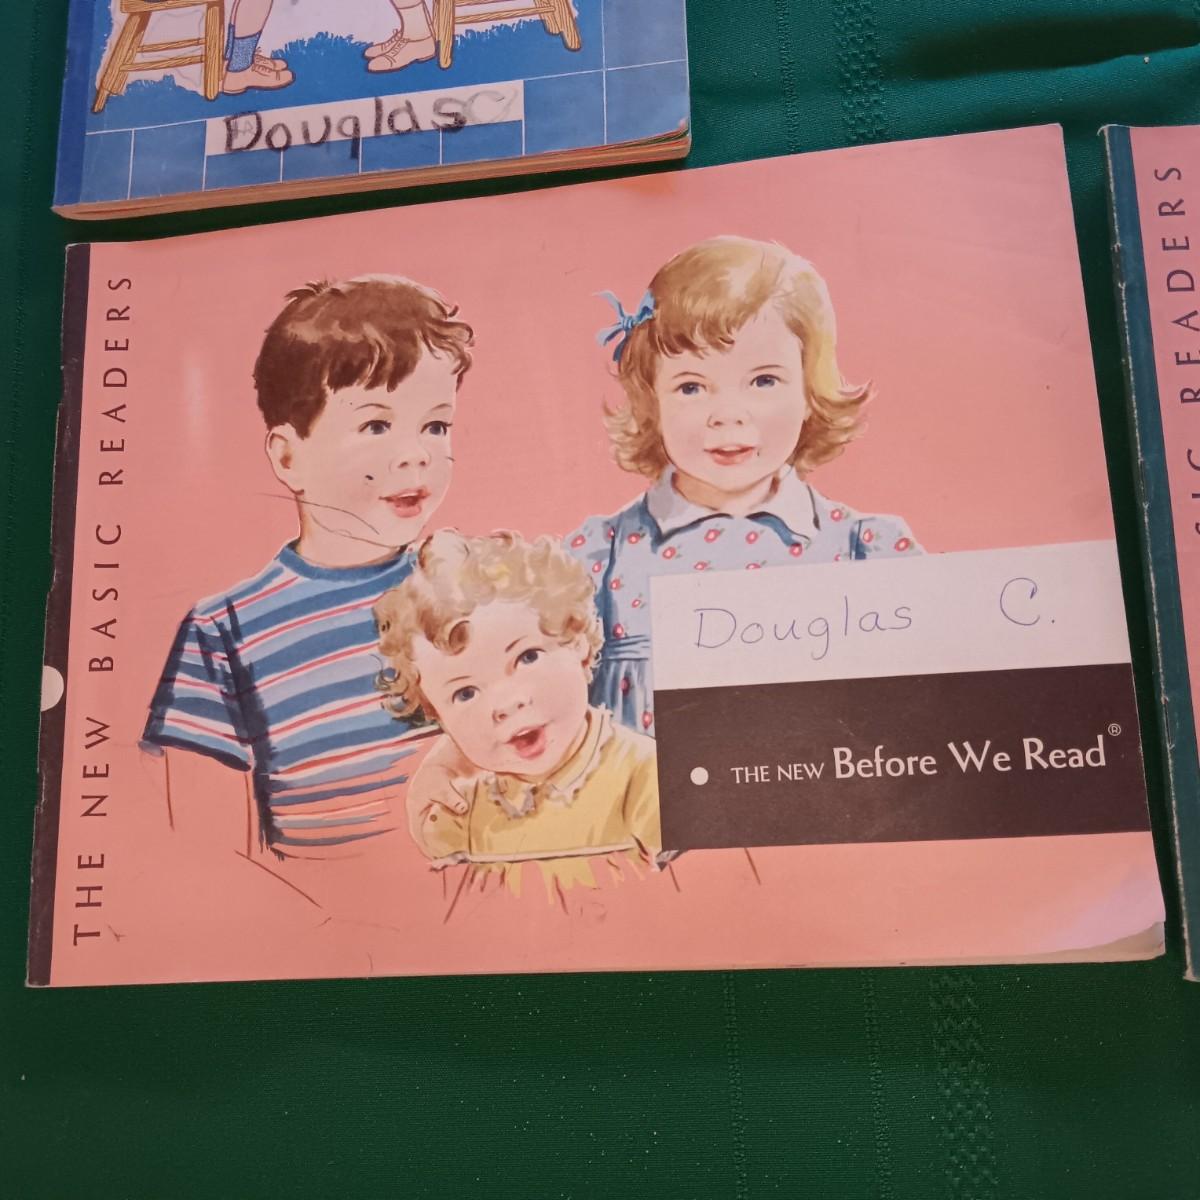 Douglas C
THE NEW BASIC READERS
Douglas C.
• THE NEW Before We Read®
READERS